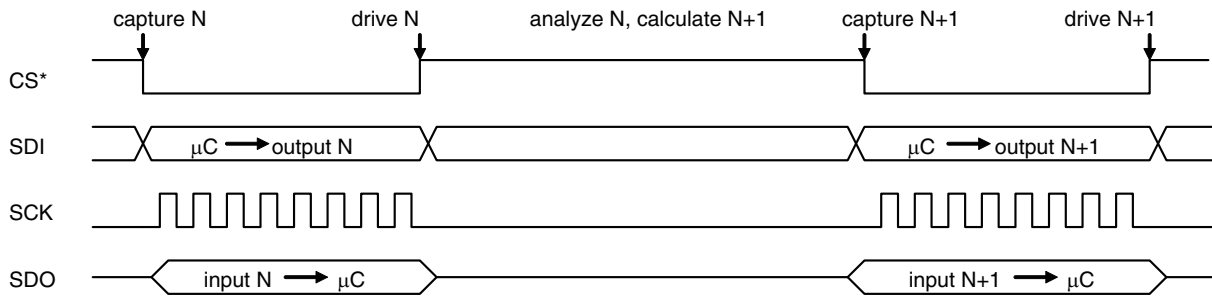 capture N drive N analyze N, calculate N+1 capture N+1 drive N+1
CS*
SDI μC → output N μC → output N+1
SCK
SDO input N → μC input N+1 → μC